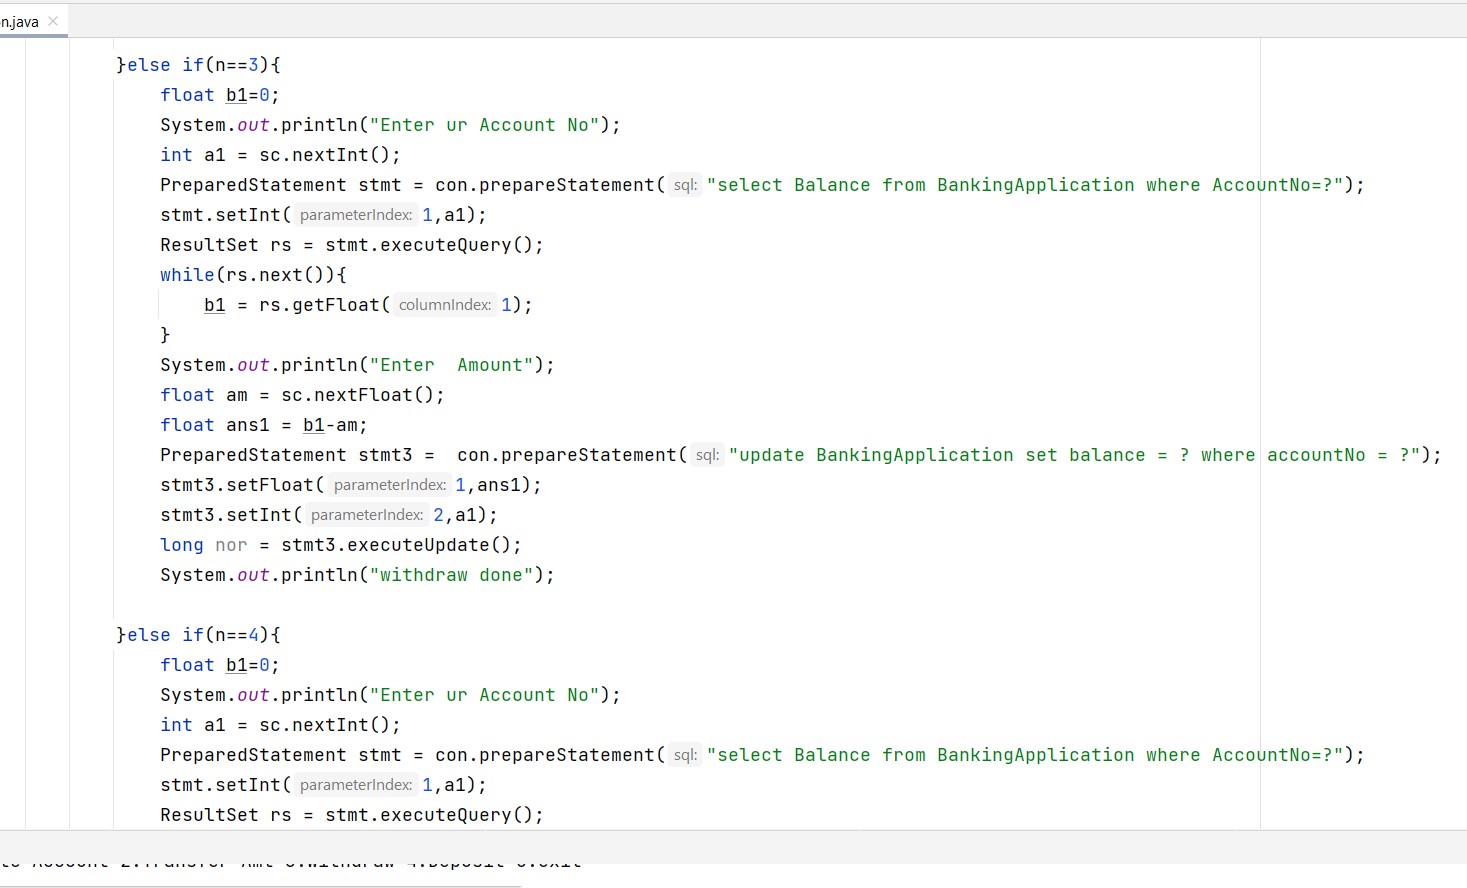 n.java
}else if(n==3){
float b1=0;
System.out.println("Enter ur Account No");
int a1 = sc.nextInt();
PreparedStatement stmt = con.prepareStatement( sql: "select Balance from BankingApplication where AccountNo=?");
stmt.setInt( parameterIndex: 1,a1);
ResultSet rs = stmt.executeQuery();
while(rs.next()){
b1 = rs.getFloat( columnIndex: 1);
}
System.out.println("Enter  Amount");
float am = sc.nextFloat();
float ans1 = b1-am;
PreparedStatement stmt3 =  con.prepareStatement( sql: "update BankingApplication set balance = ? where accountNo = ?");
stmt3.setFloat( parameterIndex: 1,ans1);
stmt3.setInt( parameterIndex: 2,a1);
long nor = stmt3.executeUpdate();
System.out.println("withdraw done");
}else if(n==4){
float b1=0;
System.out.println("Enter ur Account No");
int a1 = sc.nextInt();
PreparedStatement stmt = con.prepareStatement( sql: "select Balance from BankingApplication where AccountNo=?");
stmt.setInt( parameterIndex: 1,a1);
ResultSet rs = stmt.executeQuery();